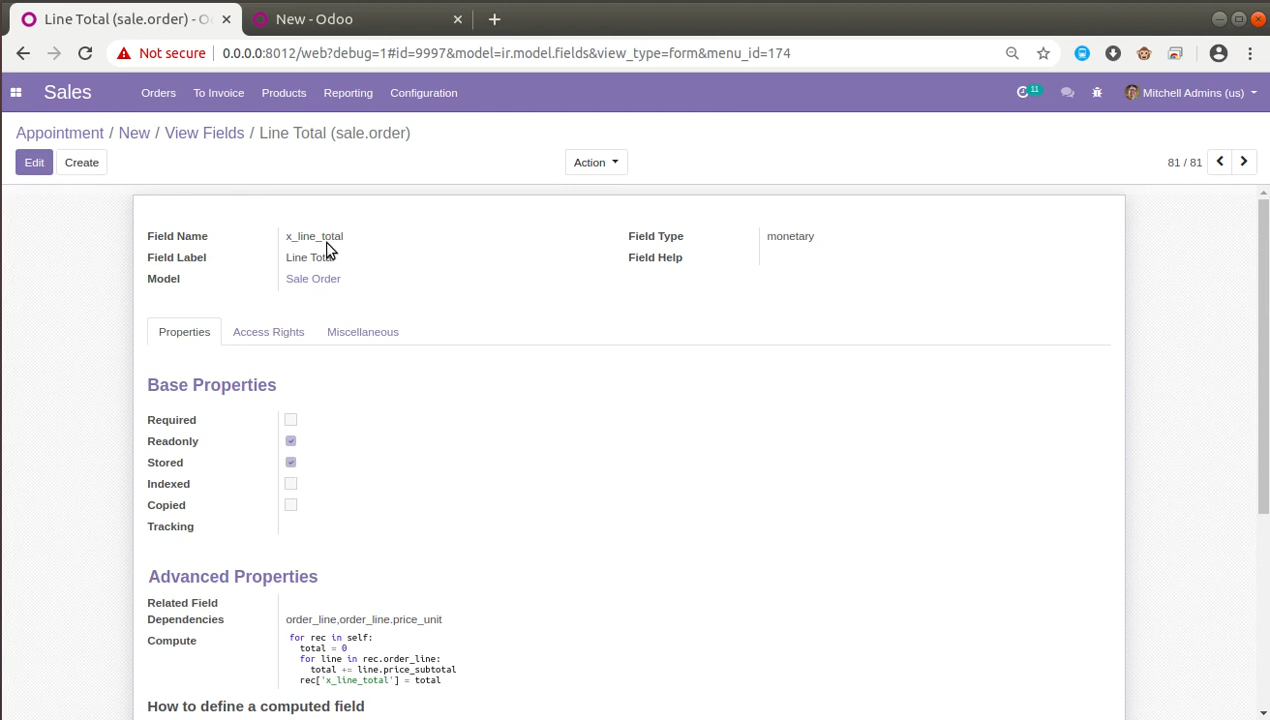 Line Total (sale.order) - O
New - Odoo
Not secure 0.0.0.0:8012/web?debug=1#id=9997&model=ir.model.fields&view_type=form&menu_id=174
Sales Orders To Invoice Products Reporting Configuration 11 Mitchell Admins (us)
Appointment / New / View Fields / Line Total (sale.order)
Edit Create Action 81 / 81
Field Name x_line_total Field Type monetary
Field Label Line Total Field Help
Model Sale Order
Properties Access Rights Miscellaneous
Base Properties
Required
Readonly
Stored
Indexed
Copied
Tracking
Advanced Properties
Related Field
Dependencies order_line,order_line.price_unit
Compute for rec in self:
total = 0
for line in rec.order_line:
total += line.price_subtotal
rec['x_line_total'] = total
How to define a computed field